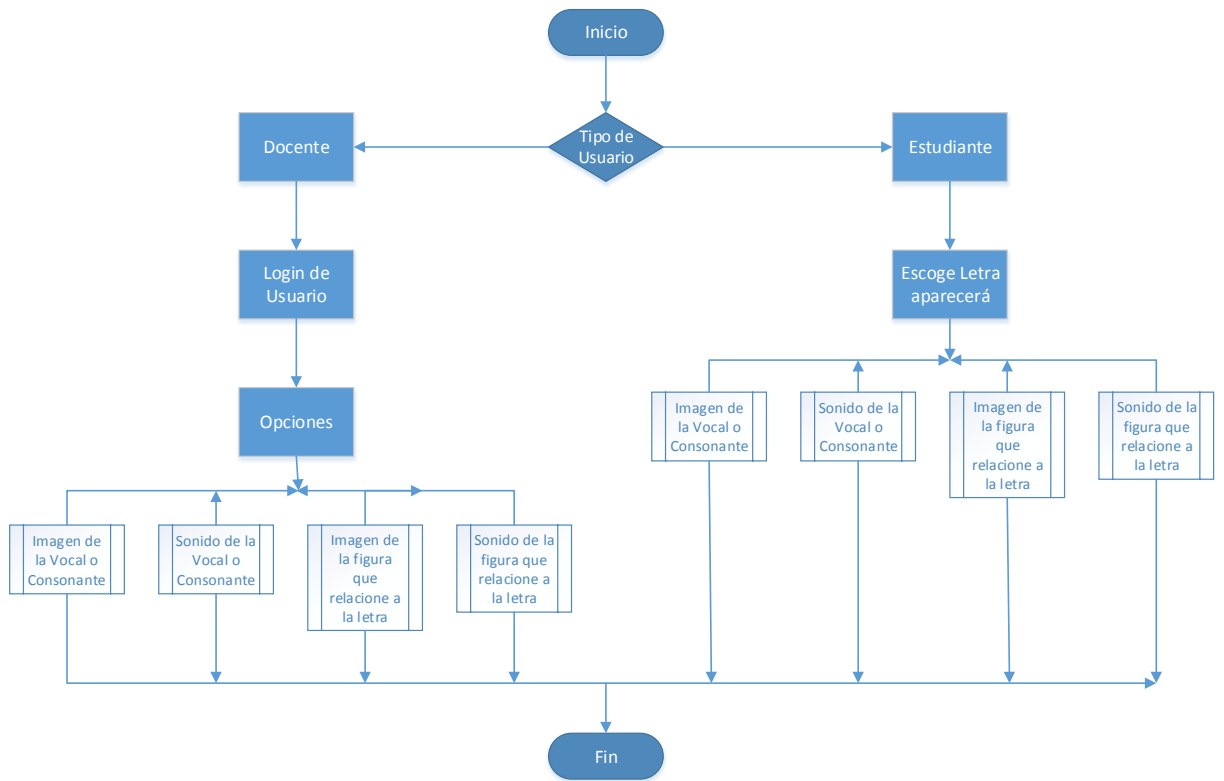 Inicio
Docente
Tipo de
Usuario
Estudiante
Login de
Usuario
Escoge Letra
aparecerá
Opciones
Imagen de
la Vocal o
Consonante
Sonido de la
Vocal o
Consonante
Imagen de
la figura
que
relacione a
la letra
Sonido de la
figura que
relacione a
la letra
Imagen de
la Vocal o
Consonante
Sonido de la
Vocal o
Consonante
Imagen de
la figura
que
relacione a
la letra
Sonido de la
figura que
relacione a
la letra
Fin